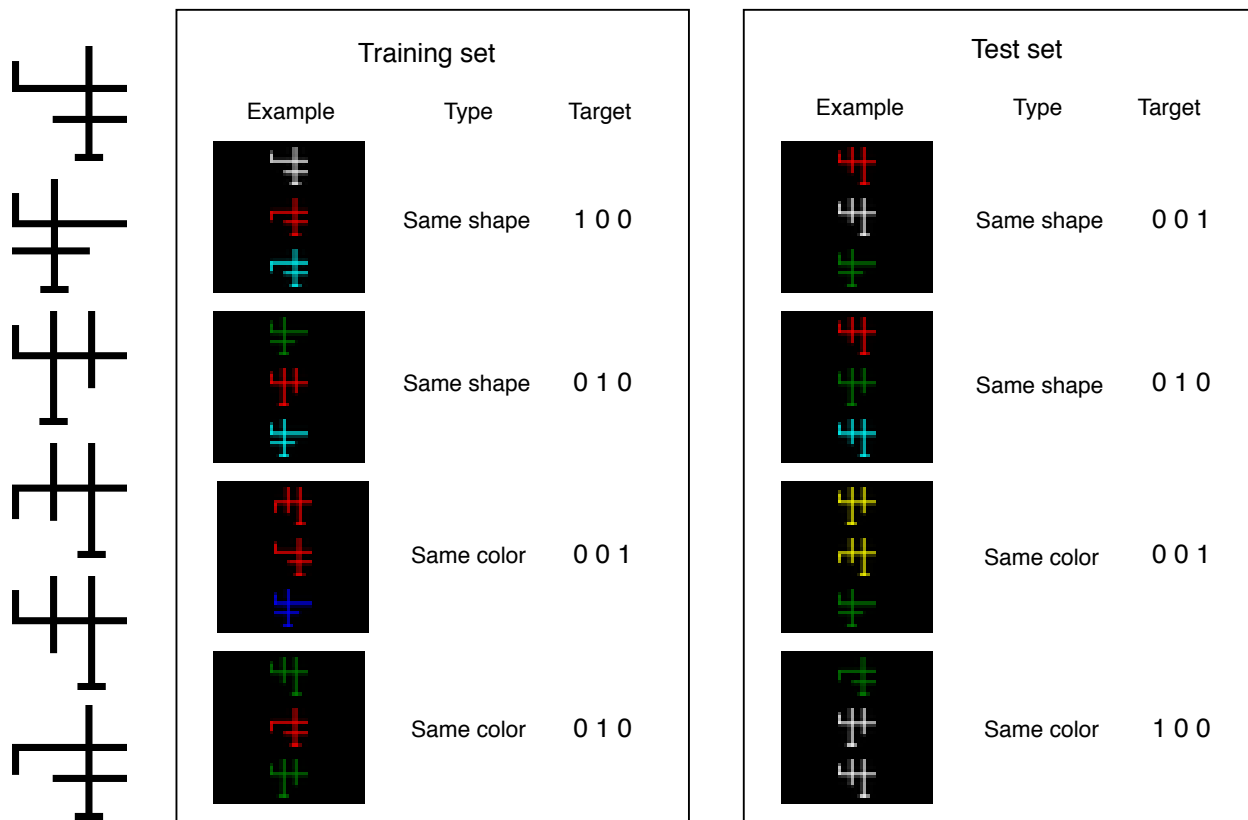 Training set
Example Type Target
Same shape 1 0 0
Same shape 0 1 0
Same color 0 0 1
Same color 0 1 0
Test set
Example Type Target
Same shape 0 0 1
Same shape 0 1 0
Same color 0 0 1
Same color 1 0 0